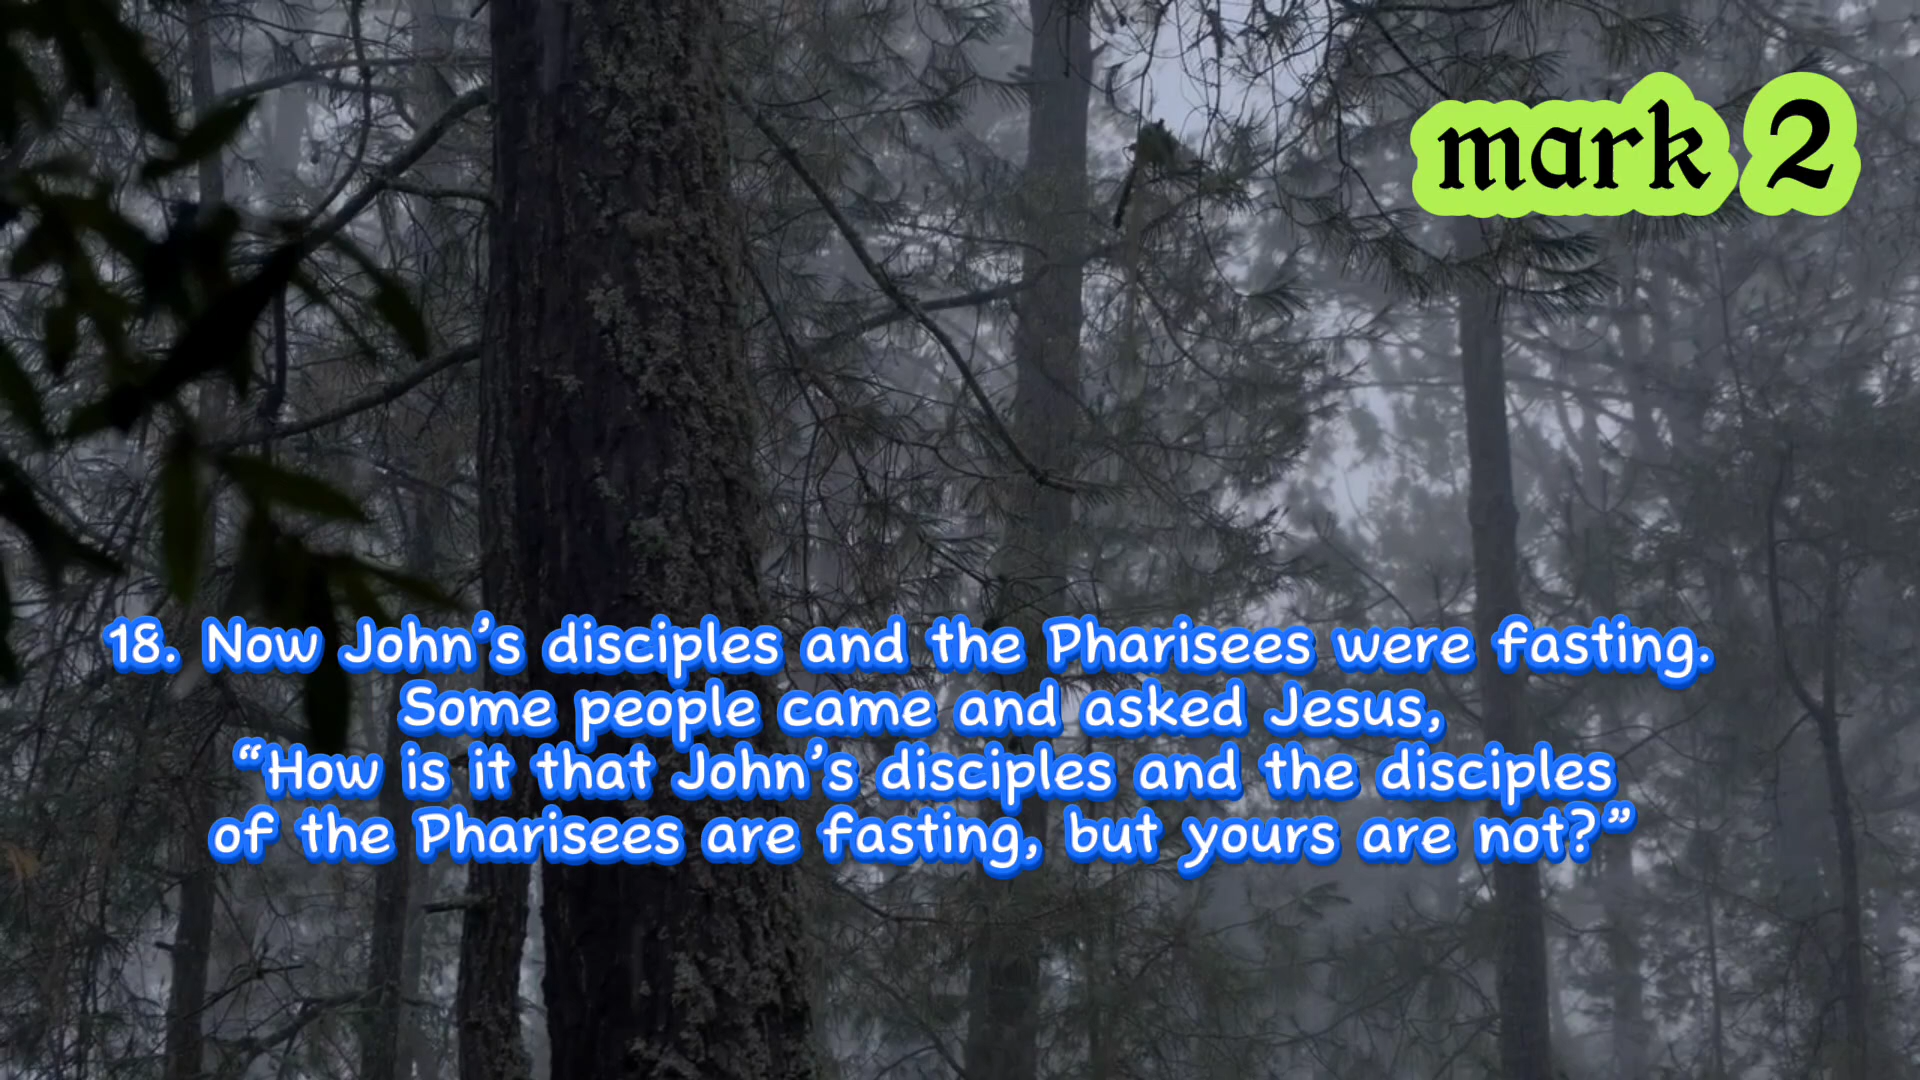 mark 2
18. Now John’s disciples and the Pharisees were fasting.
Some people came and asked Jesus,
“How is it that John’s disciples and the disciples
of the Pharisees are fasting, but yours are not?”